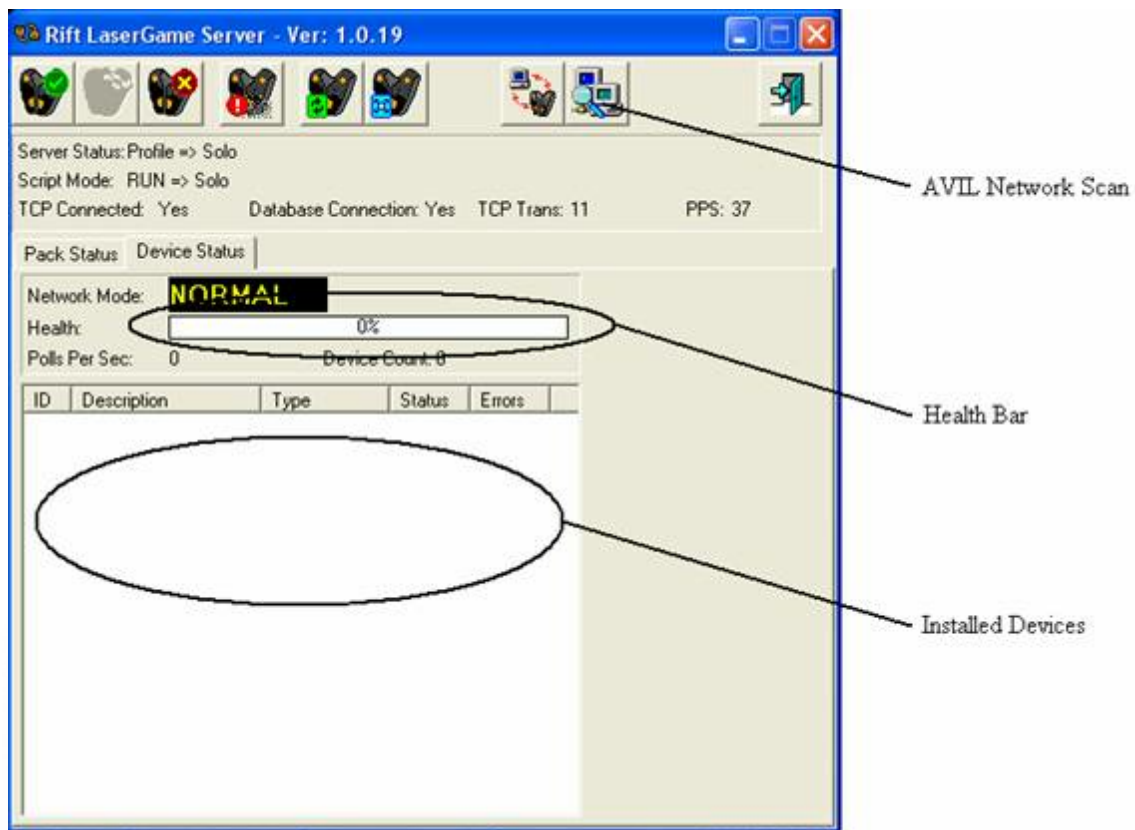 Rift LaserGame Server - Ver: 1.0.19
AVIL Network Scan
Server Status: Profile => Solo
Script Mode: RUN => Solo
TCP Connected: Yes Database Connection: Yes TCP Trans: 11 PPS: 37
Pack Status Device Status
Network Mode: NORMAL
Health: 0%
Polls Per Sec: 0 Device Count: 0
ID Description Type Status Errors
Health Bar
Installed Devices